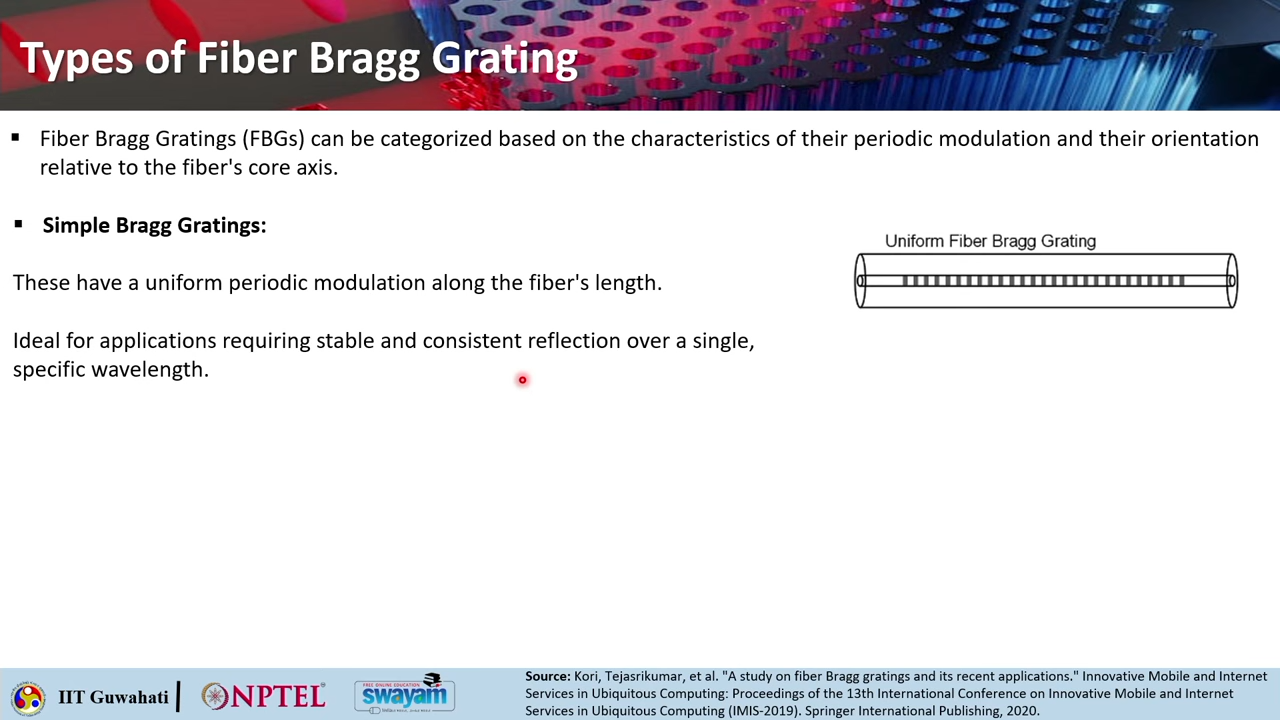 Types of Fiber Bragg Grating
▪ Fiber Bragg Gratings (FBGs) can be categorized based on the characteristics of their periodic modulation and their orientation
relative to the fiber's core axis.
▪ Simple Bragg Gratings:
Uniform Fiber Bragg Grating
These have a uniform periodic modulation along the fiber's length.
Ideal for applications requiring stable and consistent reflection over a single,
specific wavelength.
IIT Guwahati
NPTEL
FREE ONLINE EDUCATION
swayam
Source: Kori, Tejasrikumar, et al. "A study on fiber Bragg gratings and its recent applications." Innovative Mobile and Internet
Services in Ubiquitous Computing: Proceedings of the 13th International Conference on Innovative Mobile and Internet
Services in Ubiquitous Computing (IMIS-2019). Springer International Publishing, 2020.